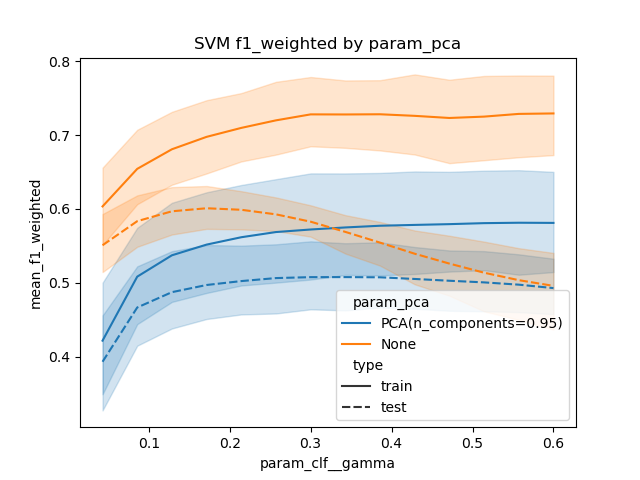 SVM f1_weighted by param_pca
mean_f1_weighted
0.8
0.7
0.6
0.5
0.4
param_pca
PCA(n_components=0.95)
None
type
train
test
0.1
0.2
0.3
0.4
0.5
0.6
param_clf__gamma